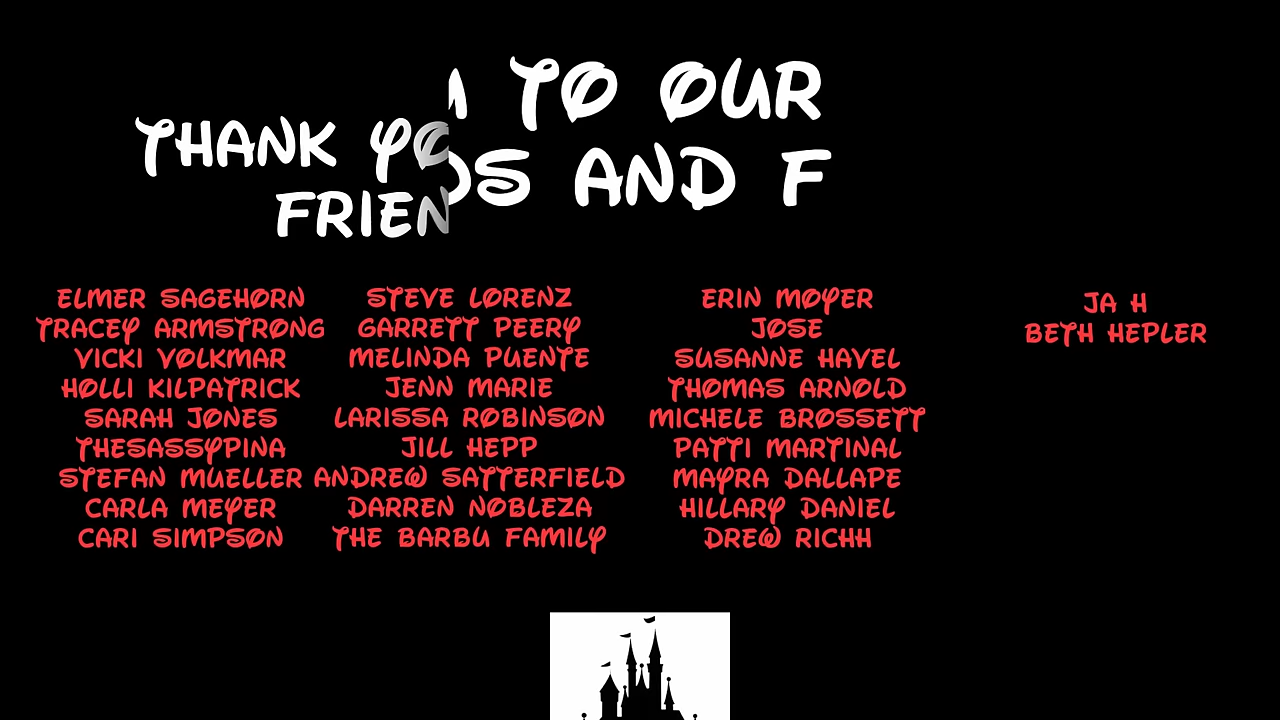 THANK YO
FRIEN
TO OUR
DS AND F
ELMER SAGEHORN
TRACEY ARMSTRONG
VICKI VOLKMAR
HOLLI KILPATRICK
SARAH JONES
THESASSYPINA
STEFAN MUELLER
CARLA MEYER
CARI SIMPSON
STEVE LORENZ
GARRETT PEERY
MELINDA PUENTE
JENN MARIE
LARISSA ROBINSON
JILL HEPP
ANDREW SATTERFIELD
DARREN NOBLEZA
THE BARBU FAMILY
ERIN MOYER
JOSE
SUSANNE HAVEL
THOMAS ARNOLD
MICHELE BROSSETT
PATTI MARTINAL
MAYRA DALLAPE
HILLARY DANIEL
DREW RICHH
JA H
BETH HEPLER